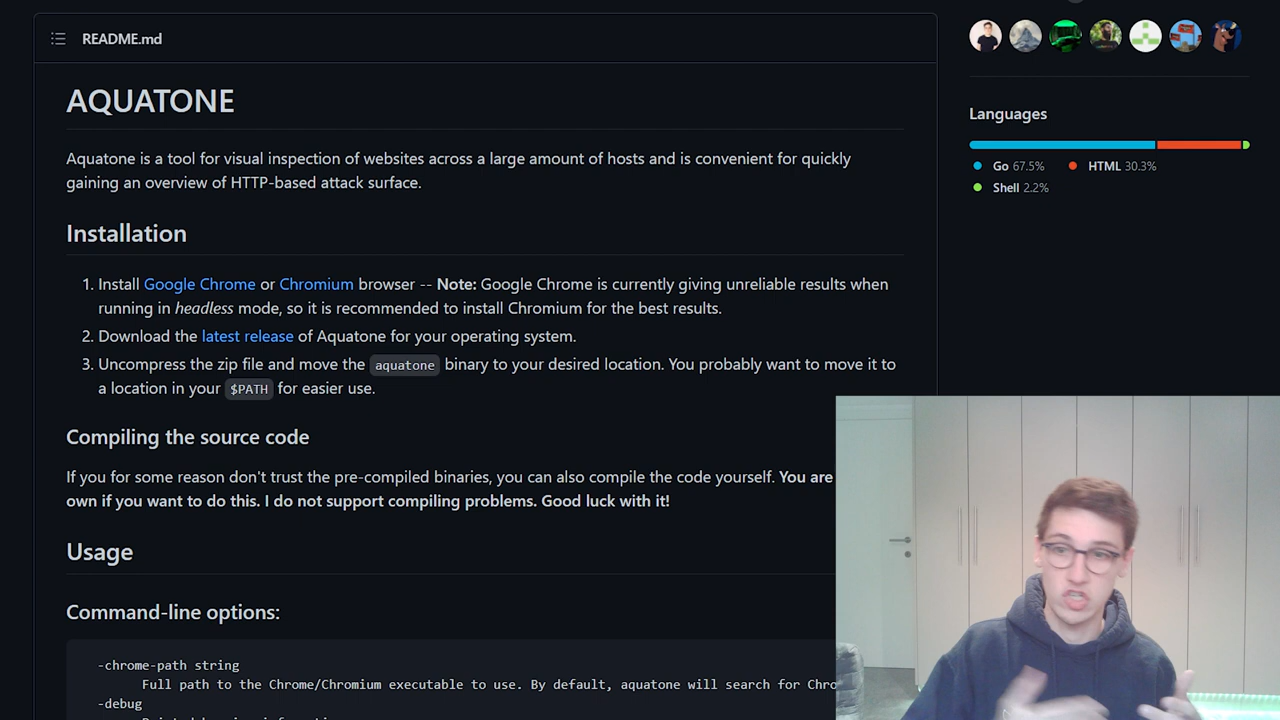 README.md
AQUATONE
Aquatone is a tool for visual inspection of websites across a large amount of hosts and is convenient for quickly
gaining an overview of HTTP-based attack surface.
Installation
1. Install Google Chrome or Chromium browser -- Note: Google Chrome is currently giving unreliable results when
running in headless mode, so it is recommended to install Chromium for the best results.
2. Download the latest release of Aquatone for your operating system.
3. Uncompress the zip file and move the aquatone binary to your desired location. You probably want to move it to
a location in your $PATH for easier use.
Compiling the source code
If you for some reason don't trust the pre-compiled binaries, you can also compile the code yourself. You are
own if you want to do this. I do not support compiling problems. Good luck with it!
Usage
Command-line options:
-chrome-path string
Full path to the Chrome/Chromium executable to use. By default, aquatone will search for Chro
-debug
Languages
Go 67.5%
HTML 30.3%
Shell 2.2%